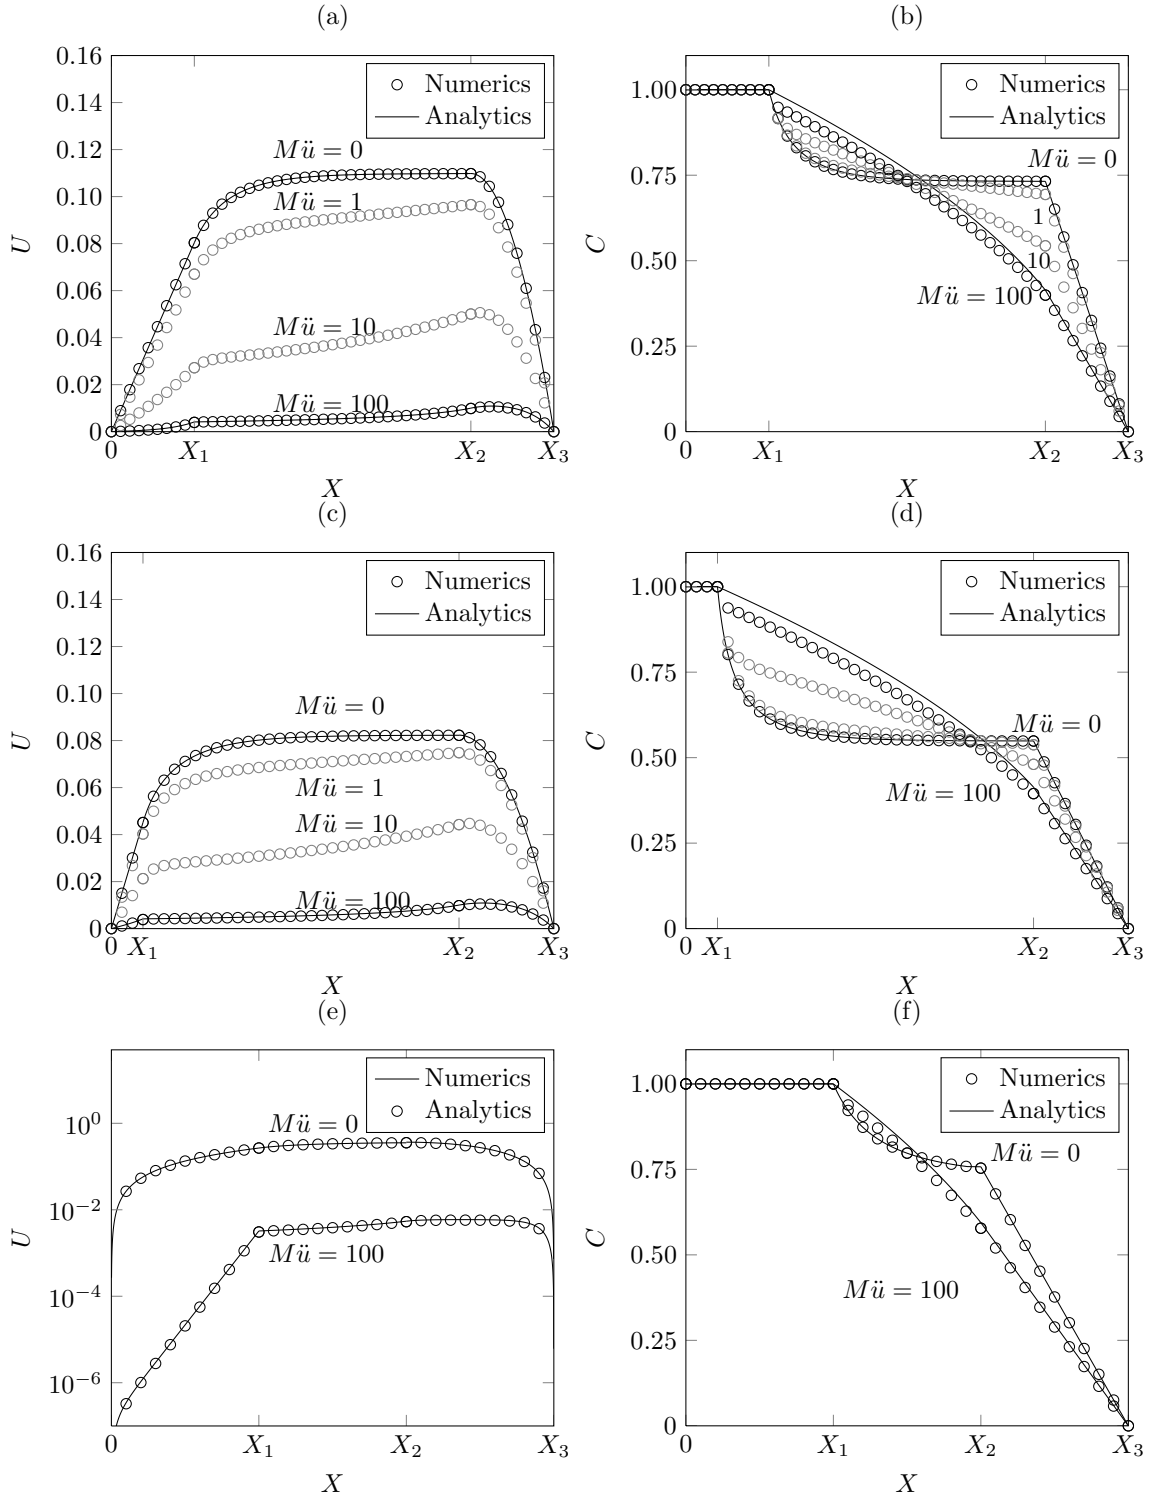 (a)
0.16
0.14
0.12
0.10
0.08
0.06
0.04
0.02
0
U
Numerics
Analytics
Mü = 0
Mü = 1
Mü = 10
Mü = 100
0 X1 X2 X3
X
(b)
1.00
0.75
0.50
0.25
0
C
Numerics
Analytics
Mü = 0
1
10
Mü = 100
0 X1 X2 X3
X
(c)
0.16
0.14
0.12
0.10
0.08
0.06
0.04
0.02
0
U
Numerics
Analytics
Mü = 0
Mü = 1
Mü = 10
Mü = 100
0 X1 X2 X3
X
(d)
1.00
0.75
0.50
0.25
0
C
Numerics
Analytics
Mü = 0
Mü = 100
0 X1 X2 X3
X
(e)
10^0
10^−2
10^−4
10^−6
U
Numerics
Analytics
Mü = 0
Mü = 100
0 X1 X2 X3
X
(f)
1.00
0.75
0.50
0.25
0
C
Numerics
Analytics
Mü = 0
Mü = 100
0 X1 X2 X3
X